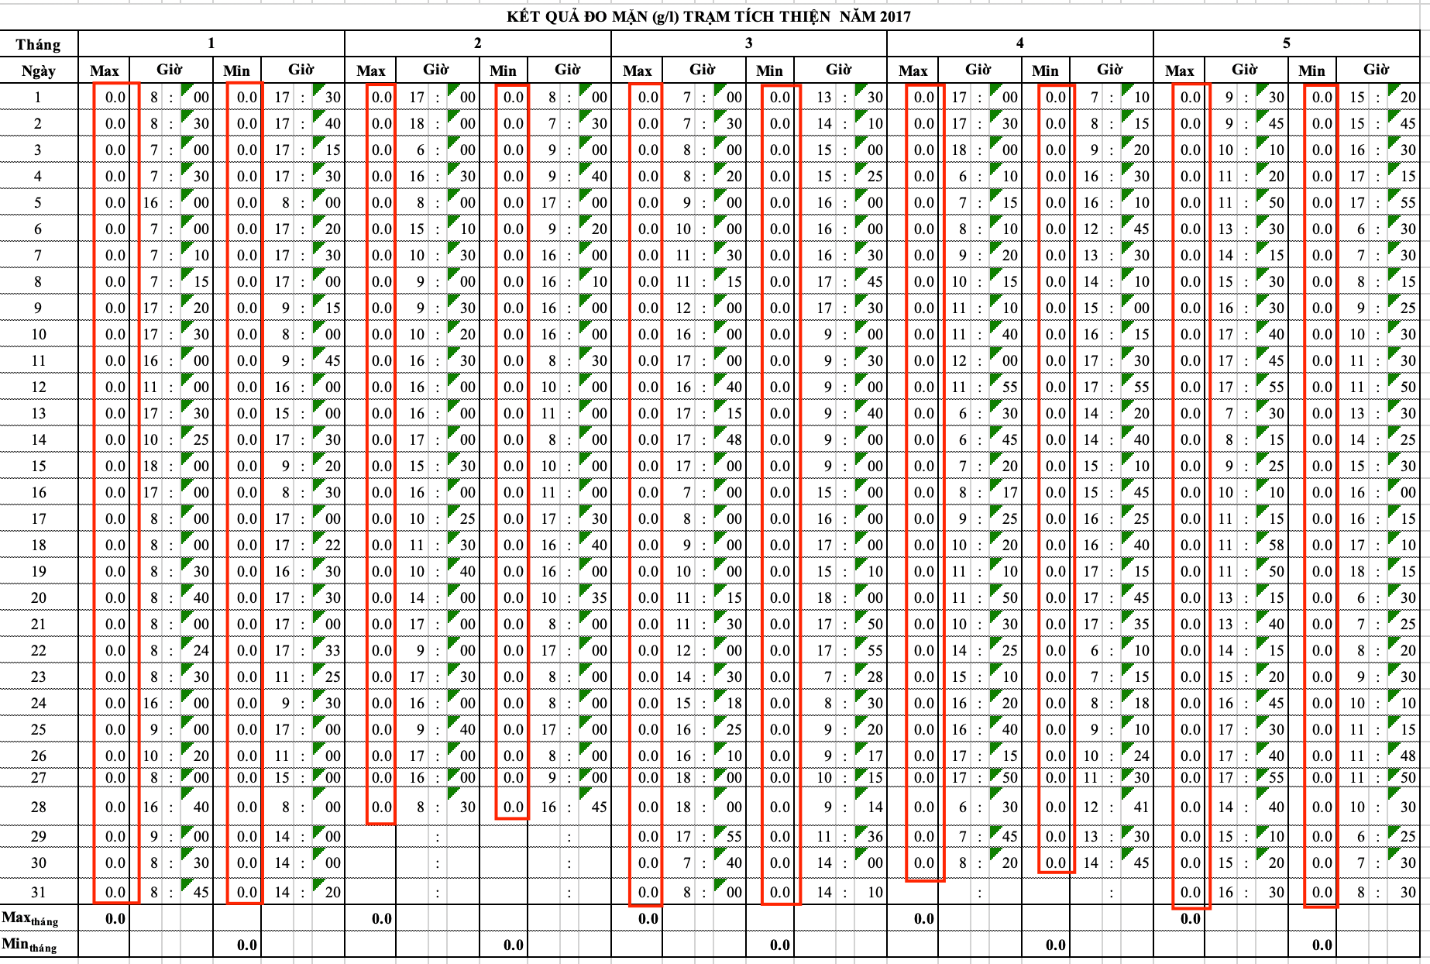 KẾT QUẢ ĐO MẶN (g/l) TRẠM TÍCH THIỆN NĂM 2017
Tháng 1 2 3 4 5
Ngày Max Giờ Min Giờ Max Giờ Min Giờ Max Giờ Min Giờ Max Giờ Min Giờ Max Giờ Min Giờ
1 0.0 8 : 00 0.0 17 : 30 0.0 17 : 00 0.0 8 : 00 0.0 7 : 00 0.0 13 : 30 0.0 17 : 00 0.0 7 : 10 0.0 9 : 30 0.0 15 : 20
2 0.0 8 : 30 0.0 17 : 40 0.0 18 : 00 0.0 7 : 30 0.0 7 : 30 0.0 14 : 10 0.0 17 : 30 0.0 8 : 15 0.0 9 : 45 0.0 15 : 45
3 0.0 7 : 00 0.0 17 : 15 0.0 6 : 00 0.0 9 : 00 0.0 8 : 00 0.0 15 : 00 0.0 18 : 00 0.0 9 : 20 0.0 10 : 10 0.0 16 : 30
4 0.0 7 : 30 0.0 17 : 30 0.0 16 : 30 0.0 9 : 40 0.0 8 : 20 0.0 15 : 25 0.0 6 : 10 0.0 16 : 30 0.0 11 : 20 0.0 17 : 15
5 0.0 16 : 00 0.0 8 : 00 0.0 8 : 00 0.0 17 : 00 0.0 9 : 00 0.0 16 : 00 0.0 7 : 15 0.0 16 : 10 0.0 11 : 50 0.0 17 : 55
6 0.0 7 : 00 0.0 17 : 20 0.0 15 : 10 0.0 9 : 20 0.0 10 : 00 0.0 16 : 00 0.0 8 : 10 0.0 12 : 45 0.0 13 : 30 0.0 6 : 30
7 0.0 7 : 10 0.0 17 : 30 0.0 10 : 30 0.0 16 : 00 0.0 11 : 30 0.0 16 : 30 0.0 9 : 20 0.0 13 : 30 0.0 14 : 15 0.0 7 : 30
8 0.0 7 : 15 0.0 17 : 00 0.0 9 : 00 0.0 16 : 10 0.0 11 : 15 0.0 17 : 45 0.0 10 : 15 0.0 14 : 10 0.0 15 : 30 0.0 8 : 15
9 0.0 17 : 20 0.0 9 : 15 0.0 9 : 30 0.0 16 : 00 0.0 12 : 00 0.0 17 : 30 0.0 11 : 10 0.0 15 : 00 0.0 16 : 30 0.0 9 : 25
10 0.0 17 : 30 0.0 8 : 00 0.0 10 : 20 0.0 16 : 00 0.0 16 : 00 0.0 9 : 00 0.0 11 : 40 0.0 16 : 15 0.0 17 : 40 0.0 10 : 30
11 0.0 16 : 00 0.0 9 : 45 0.0 16 : 30 0.0 8 : 30 0.0 17 : 00 0.0 9 : 30 0.0 12 : 00 0.0 17 : 30 0.0 17 : 45 0.0 11 : 30
12 0.0 11 : 00 0.0 16 : 00 0.0 16 : 00 0.0 10 : 00 0.0 16 : 40 0.0 9 : 00 0.0 11 : 55 0.0 17 : 55 0.0 17 : 55 0.0 11 : 50
13 0.0 17 : 30 0.0 15 : 00 0.0 16 : 00 0.0 11 : 00 0.0 17 : 15 0.0 9 : 40 0.0 6 : 30 0.0 14 : 20 0.0 7 : 30 0.0 13 : 30
14 0.0 10 : 25 0.0 17 : 30 0.0 17 : 00 0.0 8 : 00 0.0 17 : 48 0.0 9 : 00 0.0 6 : 45 0.0 14 : 40 0.0 8 : 15 0.0 14 : 25
15 0.0 18 : 00 0.0 9 : 20 0.0 15 : 30 0.0 10 : 00 0.0 17 : 00 0.0 9 : 00 0.0 7 : 20 0.0 15 : 10 0.0 9 : 25 0.0 15 : 30
16 0.0 17 : 00 0.0 8 : 30 0.0 16 : 00 0.0 11 : 00 0.0 7 : 00 0.0 15 : 00 0.0 8 : 17 0.0 15 : 45 0.0 10 : 10 0.0 16 : 00
17 0.0 8 : 00 0.0 17 : 00 0.0 10 : 25 0.0 17 : 30 0.0 8 : 00 0.0 16 : 00 0.0 9 : 25 0.0 16 : 25 0.0 11 : 15 0.0 16 : 15
18 0.0 8 : 00 0.0 17 : 22 0.0 11 : 30 0.0 16 : 40 0.0 9 : 00 0.0 17 : 00 0.0 10 : 20 0.0 16 : 40 0.0 11 : 58 0.0 17 : 10
19 0.0 8 : 30 0.0 16 : 30 0.0 10 : 40 0.0 16 : 00 0.0 10 : 00 0.0 15 : 10 0.0 11 : 10 0.0 17 : 15 0.0 11 : 50 0.0 18 : 15
20 0.0 8 : 40 0.0 17 : 30 0.0 14 : 00 0.0 10 : 35 0.0 11 : 15 0.0 18 : 00 0.0 11 : 50 0.0 17 : 45 0.0 13 : 15 0.0 6 : 30
21 0.0 8 : 00 0.0 17 : 00 0.0 17 : 00 0.0 8 : 00 0.0 11 : 30 0.0 17 : 50 0.0 10 : 30 0.0 17 : 35 0.0 13 : 40 0.0 7 : 25
22 0.0 8 : 24 0.0 17 : 33 0.0 9 : 00 0.0 17 : 00 0.0 12 : 00 0.0 17 : 55 0.0 14 : 25 0.0 6 : 10 0.0 14 : 15 0.0 8 : 20
23 0.0 8 : 30 0.0 11 : 25 0.0 17 : 30 0.0 8 : 00 0.0 14 : 30 0.0 7 : 28 0.0 15 : 10 0.0 7 : 15 0.0 15 : 20 0.0 9 : 30
24 0.0 16 : 00 0.0 9 : 30 0.0 16 : 00 0.0 8 : 00 0.0 15 : 18 0.0 8 : 30 0.0 16 : 20 0.0 8 : 18 0.0 16 : 45 0.0 10 : 10
25 0.0 9 : 00 0.0 17 : 00 0.0 9 : 40 0.0 17 : 00 0.0 16 : 25 0.0 9 : 20 0.0 16 : 40 0.0 9 : 10 0.0 17 : 30 0.0 11 : 15
26 0.0 10 : 20 0.0 11 : 00 0.0 17 : 00 0.0 8 : 00 0.0 16 : 10 0.0 9 : 17 0.0 17 : 15 0.0 10 : 24 0.0 17 : 40 0.0 11 : 48
27 0.0 8 : 00 0.0 15 : 00 0.0 16 : 00 0.0 9 : 00 0.0 18 : 00 0.0 10 : 15 0.0 17 : 50 0.0 11 : 30 0.0 17 : 55 0.0 11 : 50
28 0.0 16 : 40 0.0 8 : 00 0.0 8 : 30 0.0 16 : 45 0.0 18 : 00 0.0 9 : 14 0.0 6 : 30 0.0 12 : 41 0.0 14 : 40 0.0 10 : 30
29 0.0 9 : 00 0.0 14 : 00 : : 0.0 17 : 55 0.0 11 : 36 0.0 7 : 45 0.0 13 : 30 0.0 15 : 10 0.0 6 : 25
30 0.0 8 : 30 0.0 14 : 00 : : 0.0 7 : 40 0.0 14 : 00 0.0 8 : 20 0.0 14 : 45 0.0 15 : 20 0.0 7 : 30
31 0.0 8 : 45 0.0 14 : 20 : : 0.0 8 : 00 0.0 14 : 10 : : 0.0 16 : 30 0.0 8 : 30
Max tháng 0.0 0.0 0.0 0.0 0.0
Min tháng 0.0 0.0 0.0 0.0 0.0